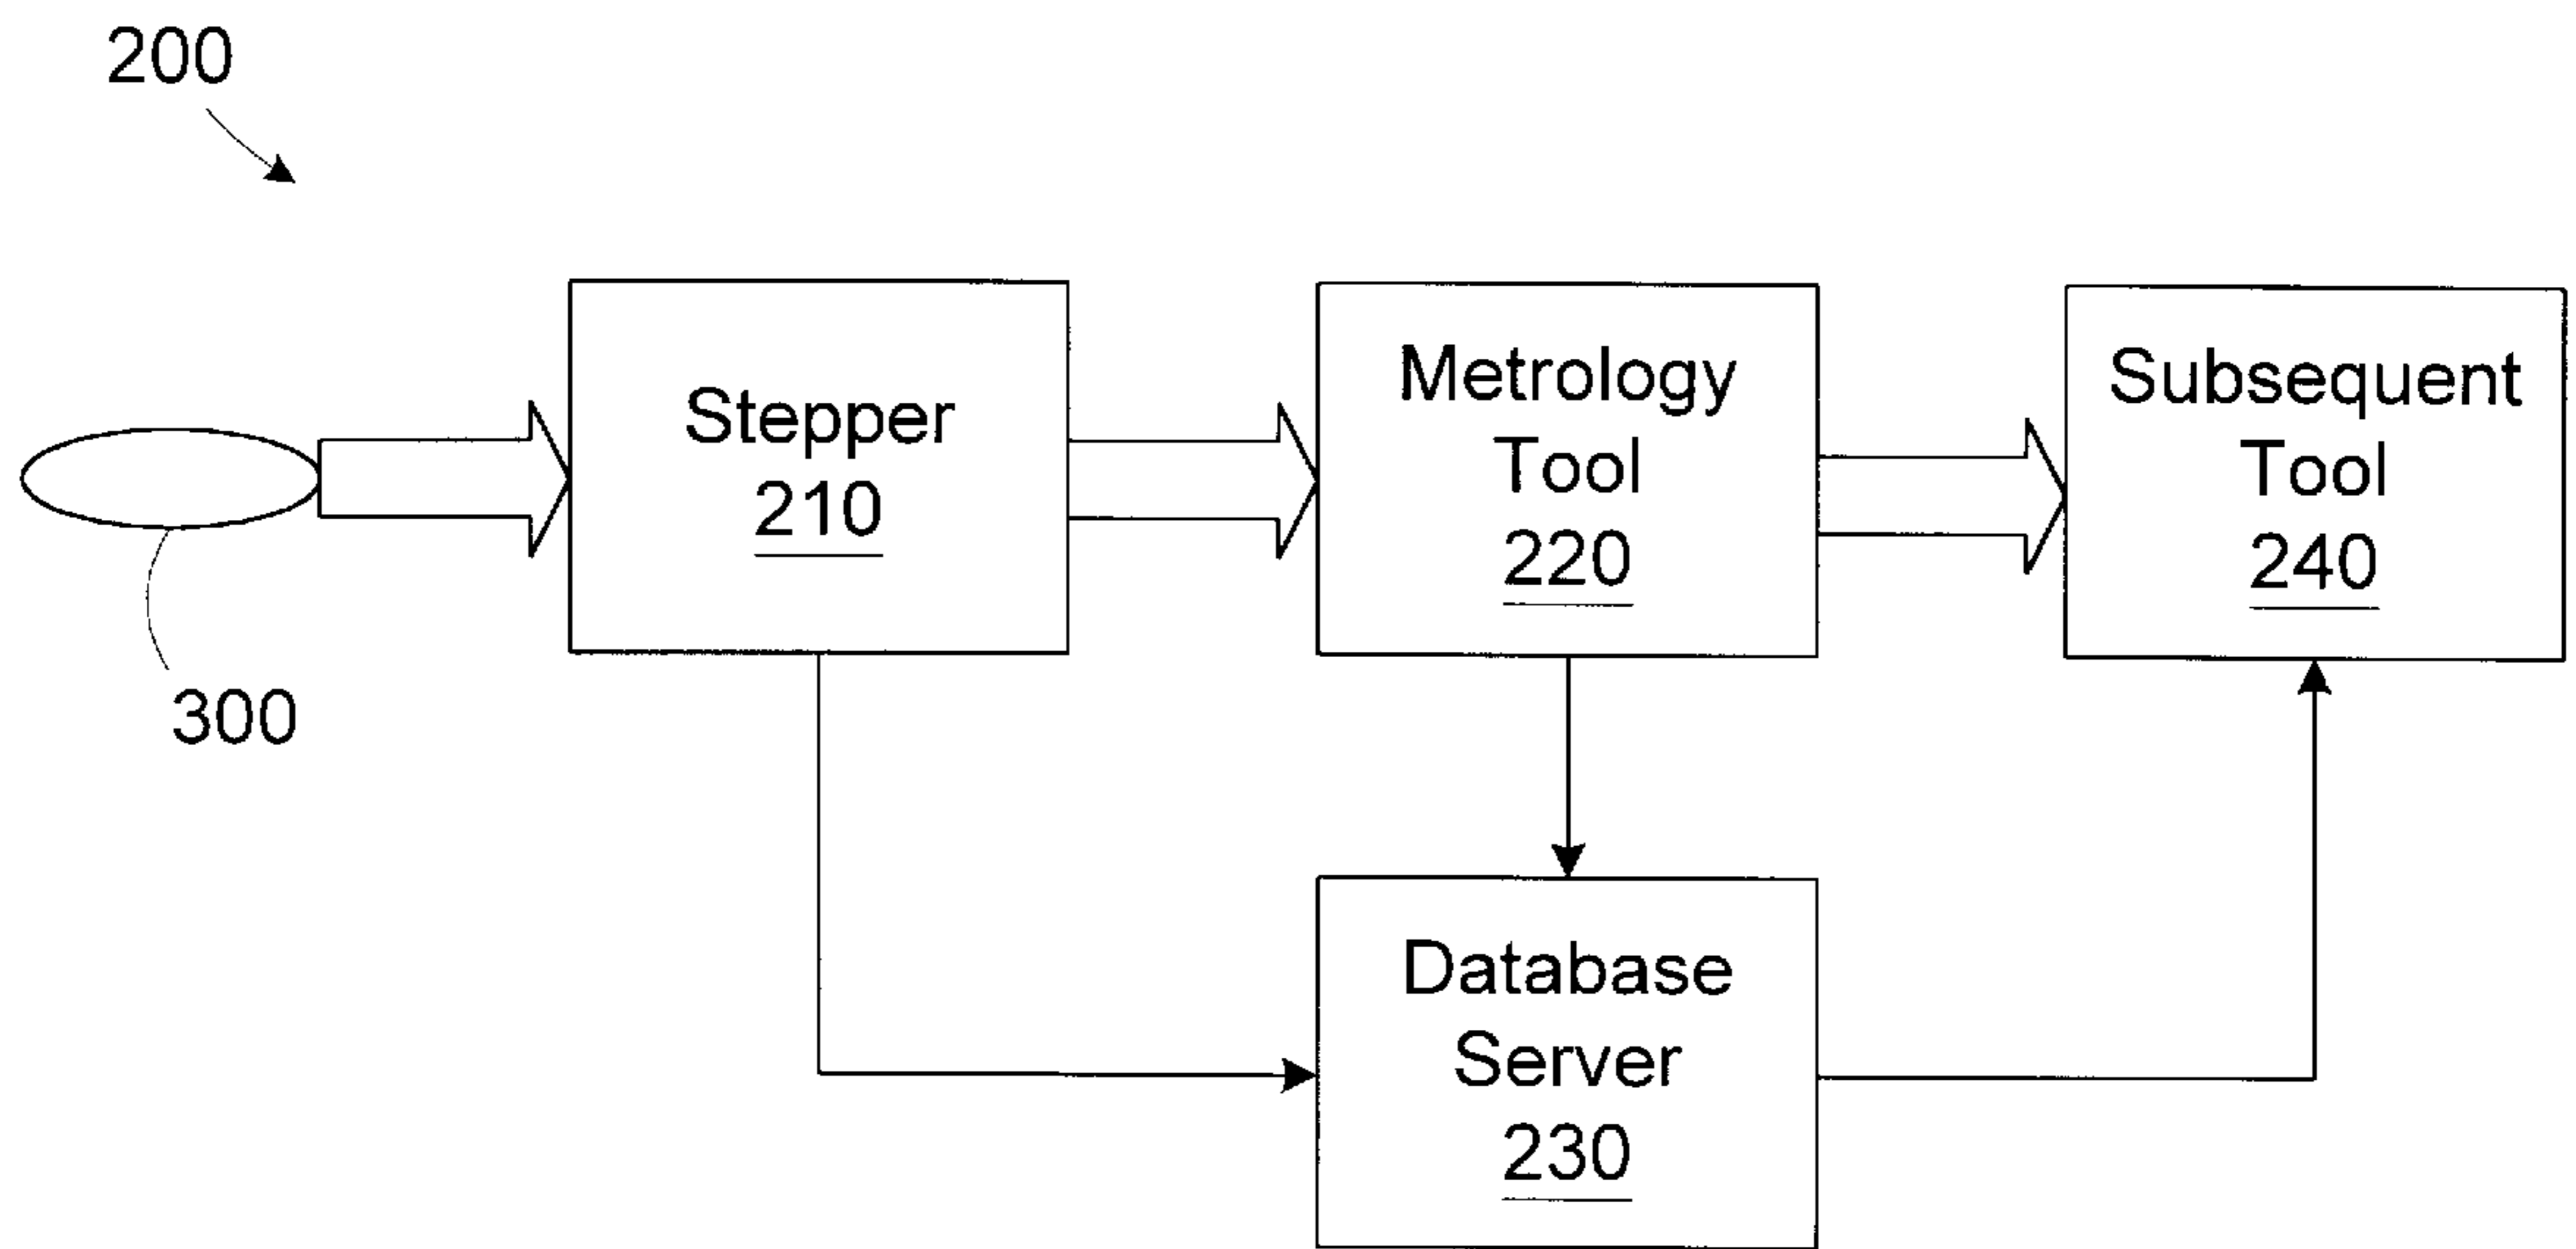 200
Stepper
210
Metrology
Tool
220
Subsequent
Tool
240
300
Database
Server
230